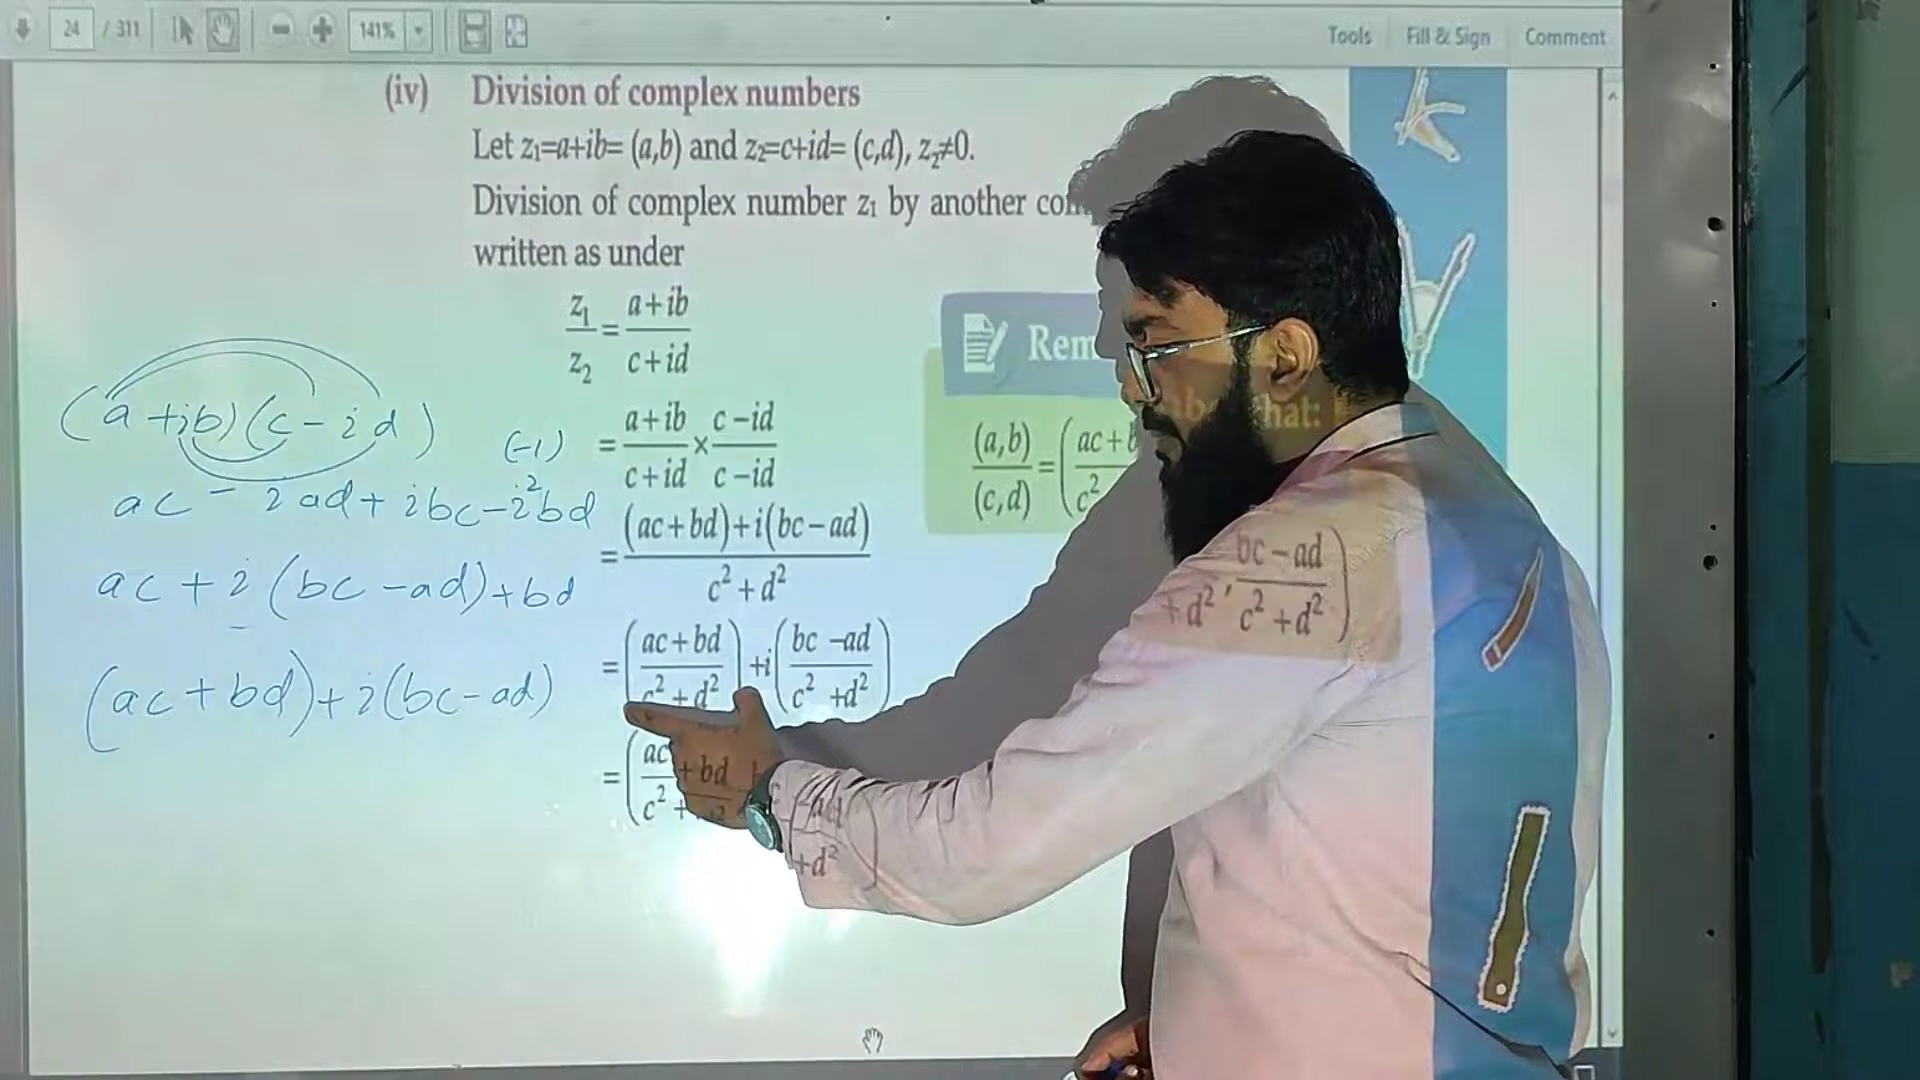 24 / 311
141%
Tools
Fill & Sign
Comment
(iv) Division of complex numbers
Let z₁=a+ib= (a,b) and z₂=c+id= (c,d), z₂≠0.
Division of complex number z₁ by another
written as under
z₁/z₂ = (a+ib)/(c+id)
= (a+ib)/(c+id) × (c−id)/(c−id)
= ((ac+bd)+i(bc−ad))/(c²+d²)
= ((ac+bd)/(c²+d²)) +i((bc −ad)/(c² +d²))
(a+ib)(c-id)
(-1)
ac - iad + ibc - i²bd
ac + i(bc - ad) + bd
(ac + bd) + i(bc - ad)
that:
(a,b)/(c,d) =
bc−ad
c²+d²